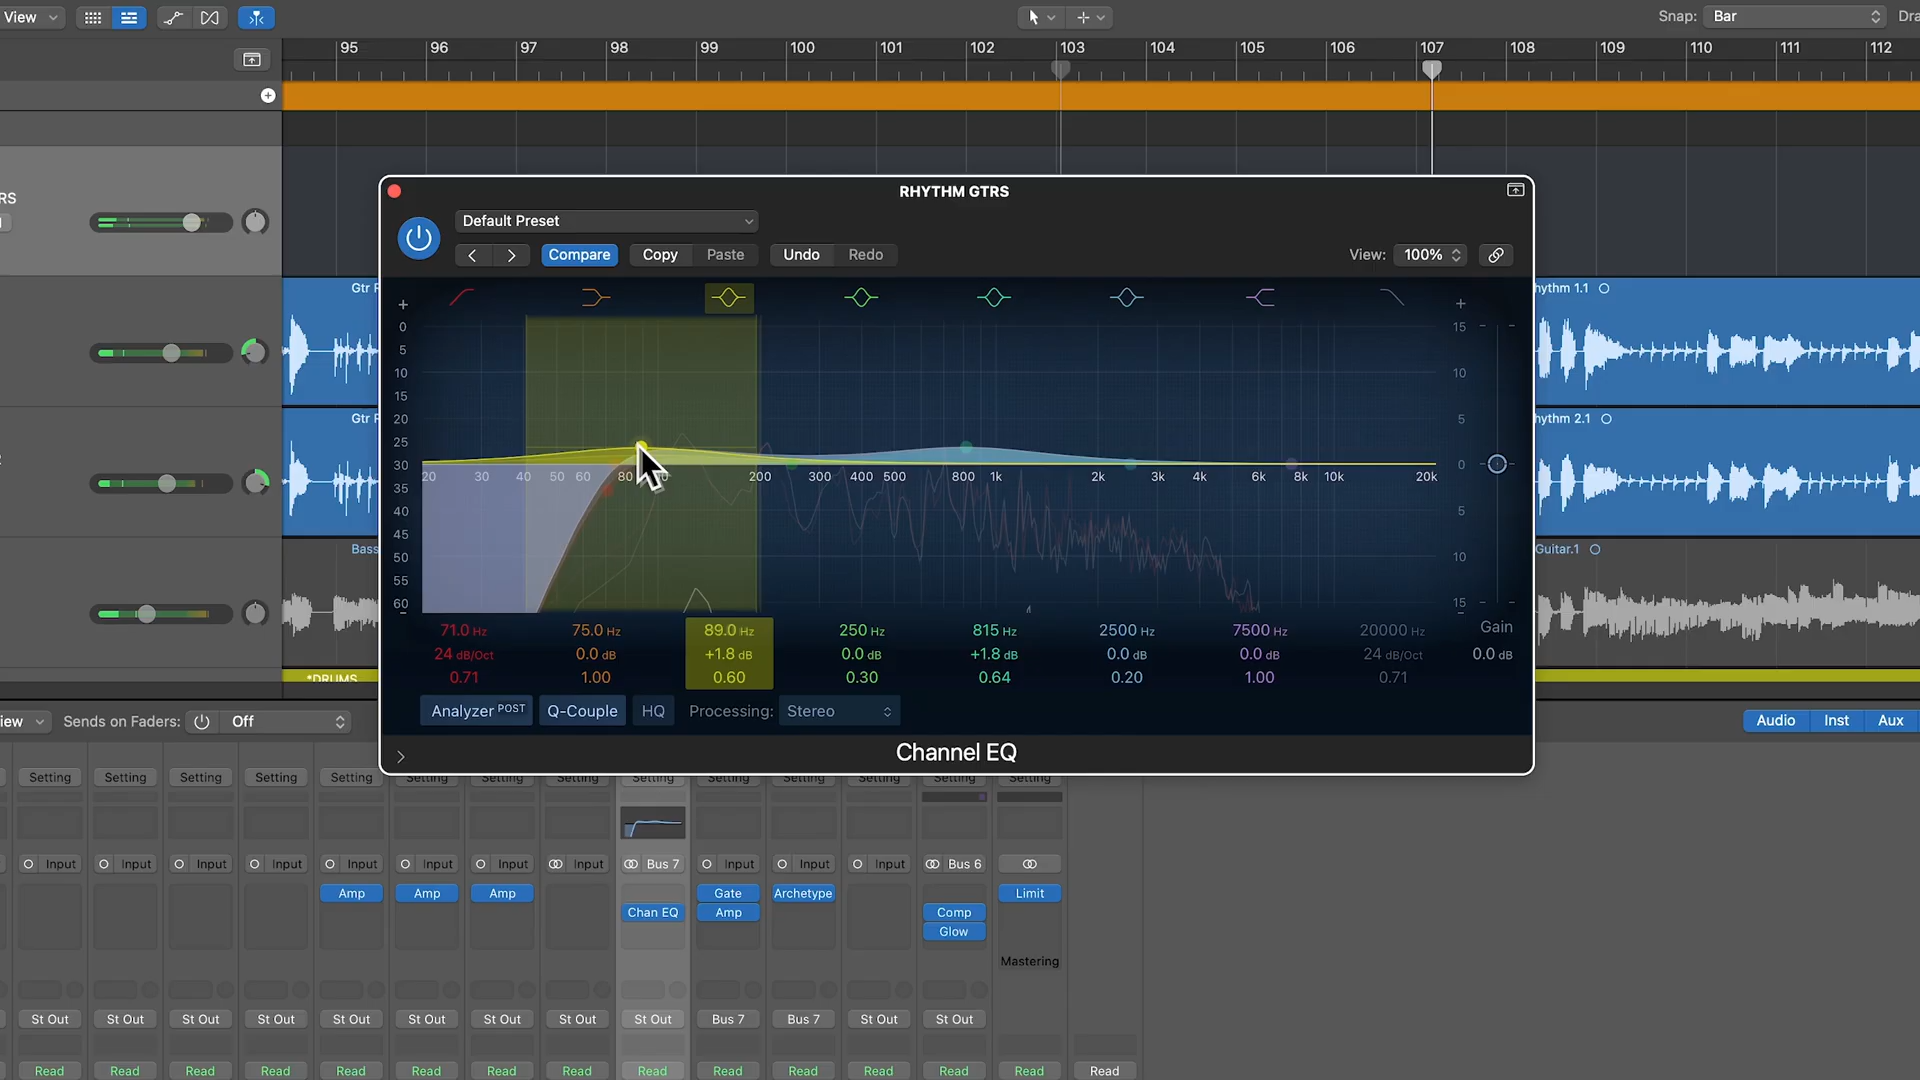 View
Snap: Bar
95 96 97 98 99 100 101 102 103 104 105 106 107 108 109 110 111 112
RHYTHM GTRS
Default Preset
Compare Copy Paste Undo Redo
View: 100%
Gtr
hythm 1.1
0 5 10 15 20 25 30 35 40 45 50 55 60
15 10 5 0 5 10 15
Gtr
hythm 2.1
20 30 40 50 60 80 200 300 400 500 800 1k 2k 3k 4k 6k 8k 10k 20k
Bass
Guitar.1
71.0 Hz 75.0 Hz 89.0 Hz 250 Hz 815 Hz 2500 Hz 7500 Hz 20000 Hz Gain
24 dB/Oct 0.0 dB +1.8 dB 0.0 dB +1.8 dB 0.0 dB 0.0 dB 24 dB/Oct 0.0 dB
0.71 1.00 0.60 0.30 0.64 0.20 1.00 0.71
*DRUMS
Analyzer POST Q-Couple HQ Processing: Stereo
iew Sends on Faders: Off
Audio Inst Aux
Channel EQ
Setting Setting Setting Setting Setting Setting Setting Setting Setting Setting Setting Setting Setting Setting
Input Input Input Input Input Input Input Input Bus 7 Input Input Input Bus 6
Amp Amp Amp Gate Archetype Limit
Chan EQ Amp Comp
Glow
Mastering
St Out St Out St Out St Out St Out St Out St Out St Out St Out Bus 7 Bus 7 St Out St Out
Read Read Read Read Read Read Read Read Read Read Read Read Read Read Read